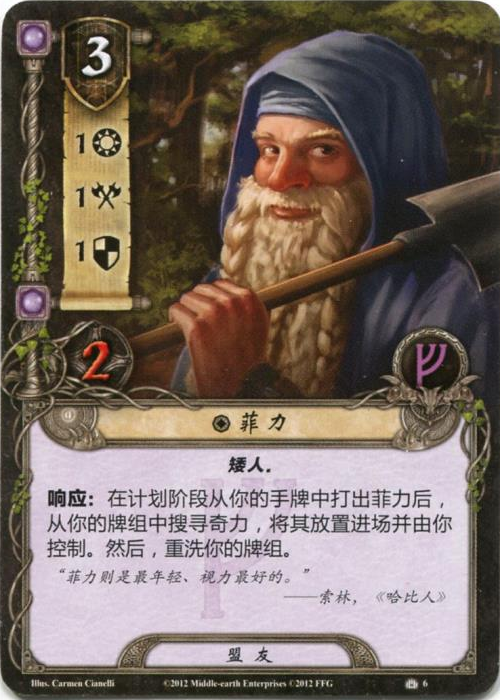 3
1
1
1
2
菲力
矮人.
响应：在计划阶段从你的手牌中打出菲力后，
从你的牌组中搜寻奇力，将其放置进场并由你
控制。然后，重洗你的牌组。
“菲力则是最年轻、视力最好的。”
——索林，《哈比人》
盟友
Illus. Carmen Cianelli
©2012 Middle-earth Enterprises ©2012 FFG
6